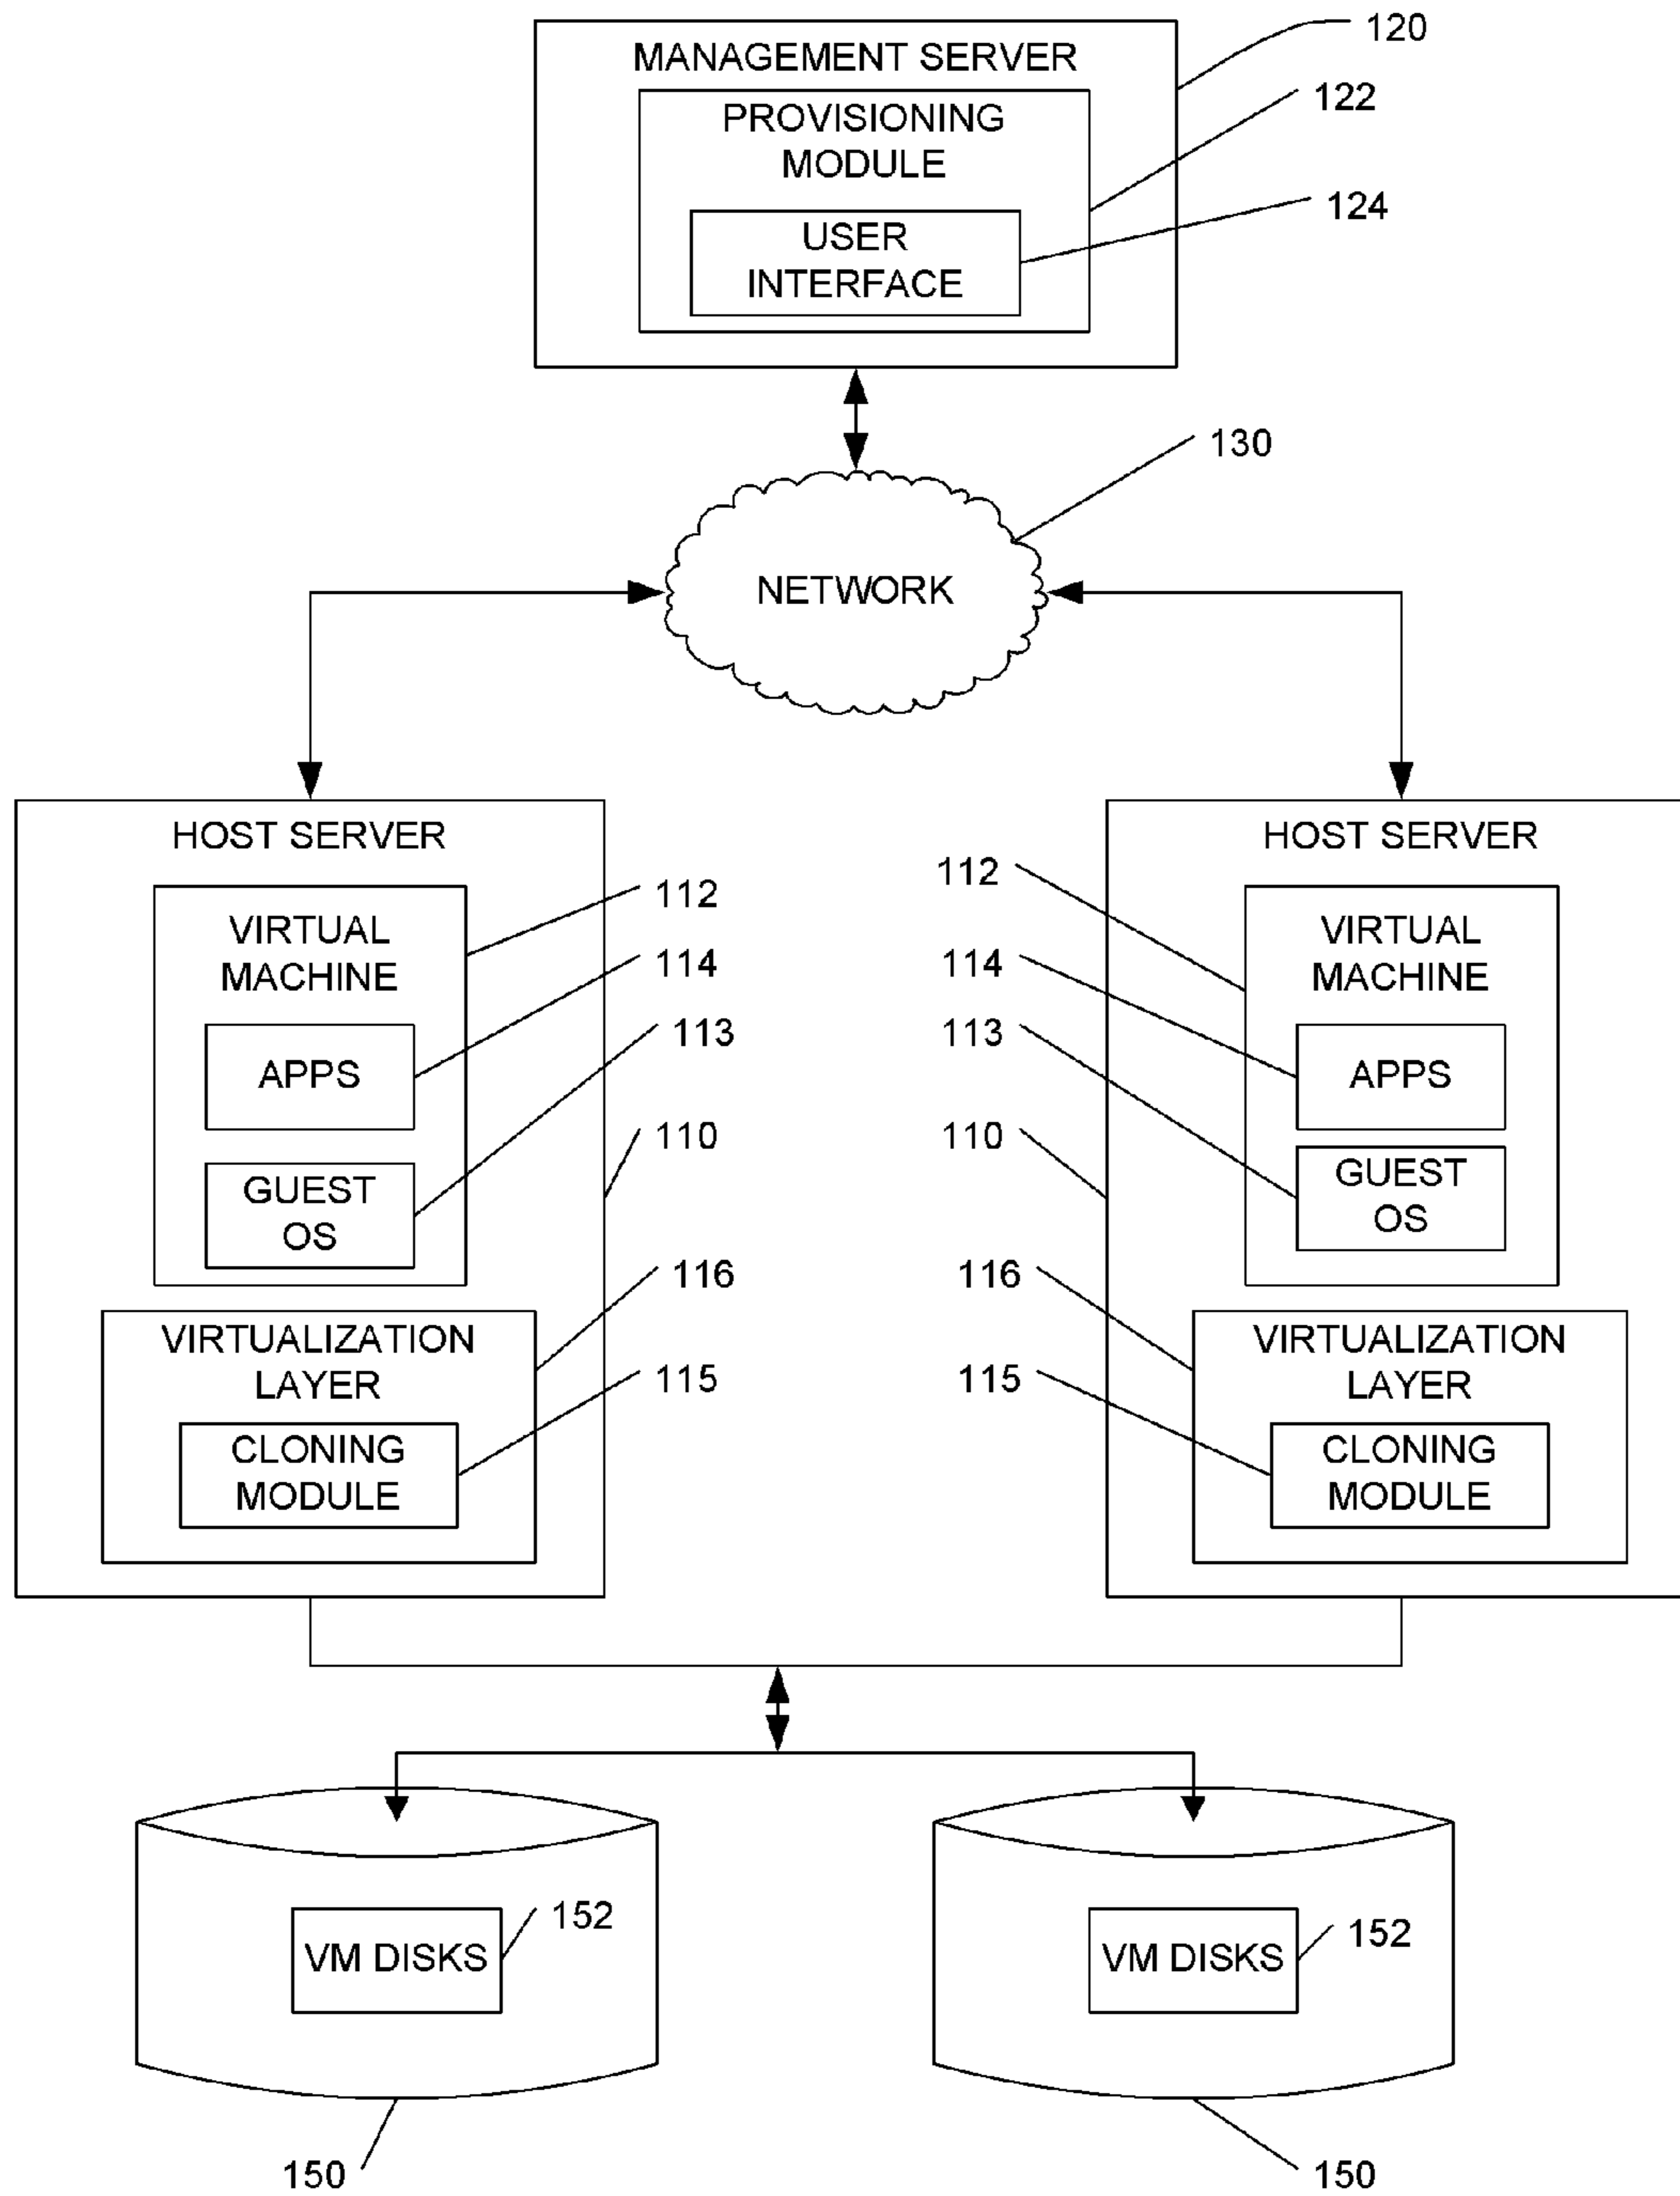 MANAGEMENT SERVER
120
PROVISIONING
MODULE
122
USER
INTERFACE
124
130
NETWORK
HOST SERVER
VIRTUAL
MACHINE
112
APPS
114
GUEST
OS
113
110
VIRTUALIZATION
LAYER
116
CLONING
MODULE
115
HOST SERVER
112
VIRTUAL
MACHINE
114
APPS
113
GUEST
OS
110
116
VIRTUALIZATION
LAYER
115
CLONING
MODULE
VM DISKS
152
150
VM DISKS
152
150